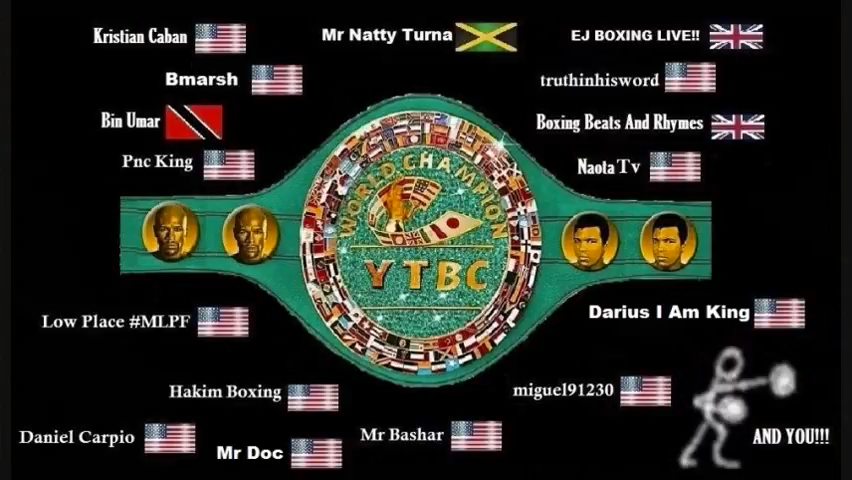 Kristian Caban
Mr Natty Turna
EJ BOXING LIVE!!
Bmarsh
truthinhisword
Bin Umar
Boxing Beats And Rhymes
Pnc King
Naota Tv
WORLD CHAMPION
YTBC
Low Place #MLPF
Darius I Am King
Hakim Boxing
miguel91230
Daniel Carpio
Mr Doc
Mr Bashar
AND YOU!!!